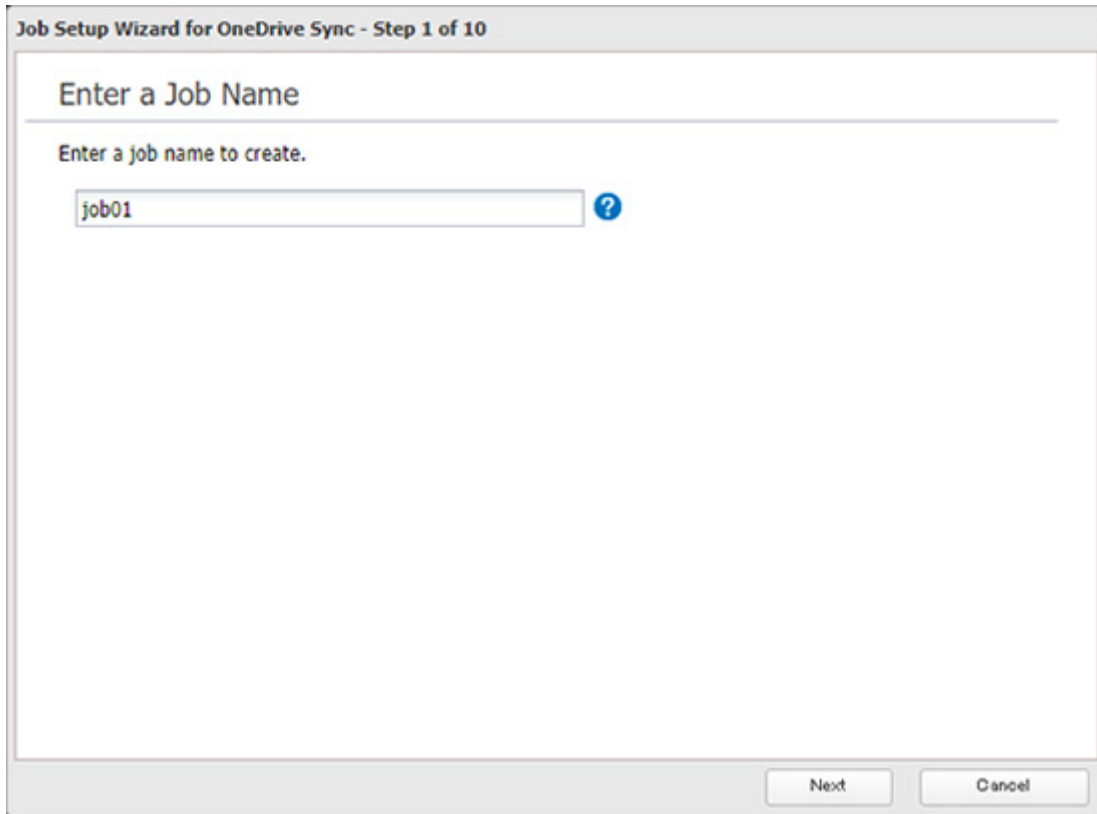 Job Setup Wizard for OneDrive Sync - Step 1 of 10
Enter a Job Name
Enter a job name to create.
job01
?
Next
Cancel